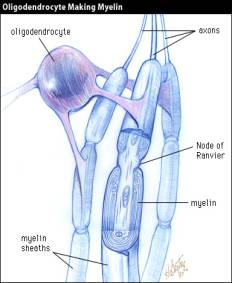 Oligodendrocyte Making Myelin
oligodendrocyte
axons
Node of
Ranvier
myelin
myelin
sheaths